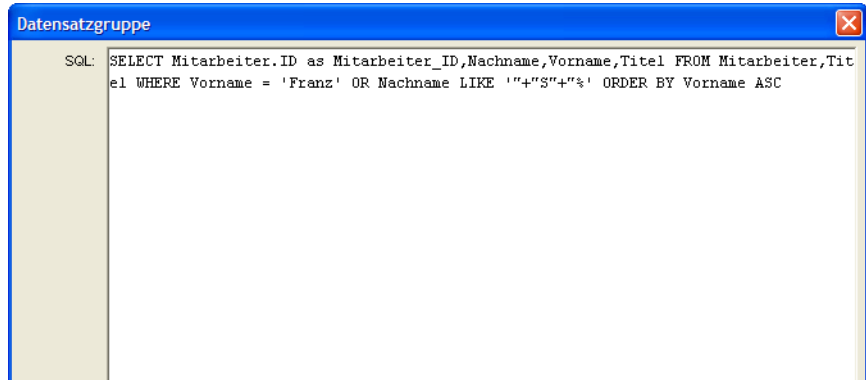 Datensatzgruppe
SQL: SELECT Mitarbeiter.ID as Mitarbeiter_ID,Nachname,Vorname,Titel FROM Mitarbeiter,Tit
el WHERE Vorname = 'Franz' OR Nachname LIKE '"+"S"+"%' ORDER BY Vorname ASC